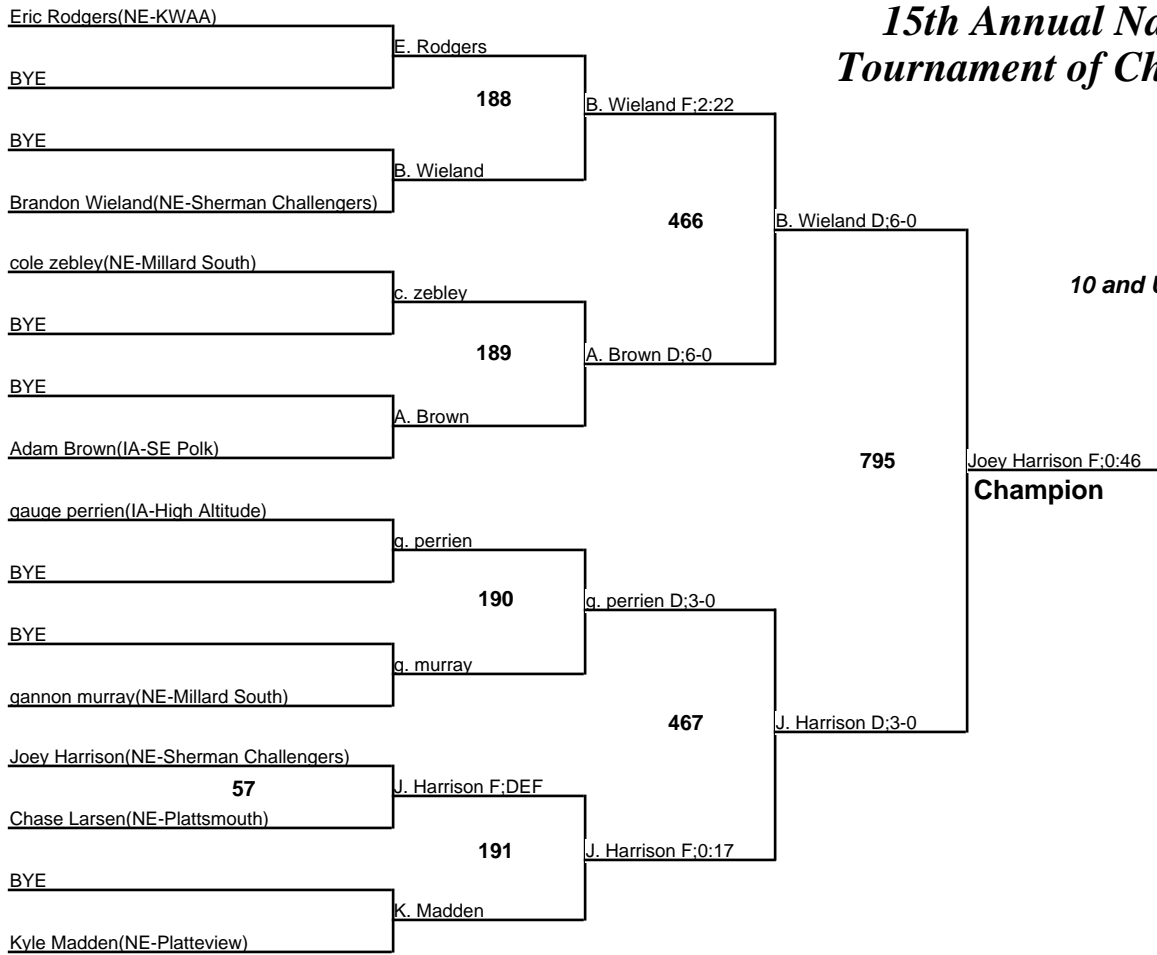 15th Annual Na
Tournament of Ch
10 and U
Eric Rodgers(NE-KWAA)
BYE
BYE
Brandon Wieland(NE-Sherman Challengers)
cole zebley(NE-Millard South)
BYE
BYE
Adam Brown(IA-SE Polk)
gauge perrien(IA-High Altitude)
BYE
BYE
gannon murray(NE-Millard South)
Joey Harrison(NE-Sherman Challengers)
57
Chase Larsen(NE-Plattsmouth)
BYE
Kyle Madden(NE-Platteview)
E. Rodgers
188
B. Wieland
c. zebley
189
A. Brown
g. perrien
190
g. murray
J. Harrison F;DEF
191
K. Madden
B. Wieland F;2:22
466
A. Brown D;6-0
g. perrien D;3-0
467
J. Harrison F;0:17
B. Wieland D;6-0
795
J. Harrison D;3-0
Joey Harrison F;0:46
Champion